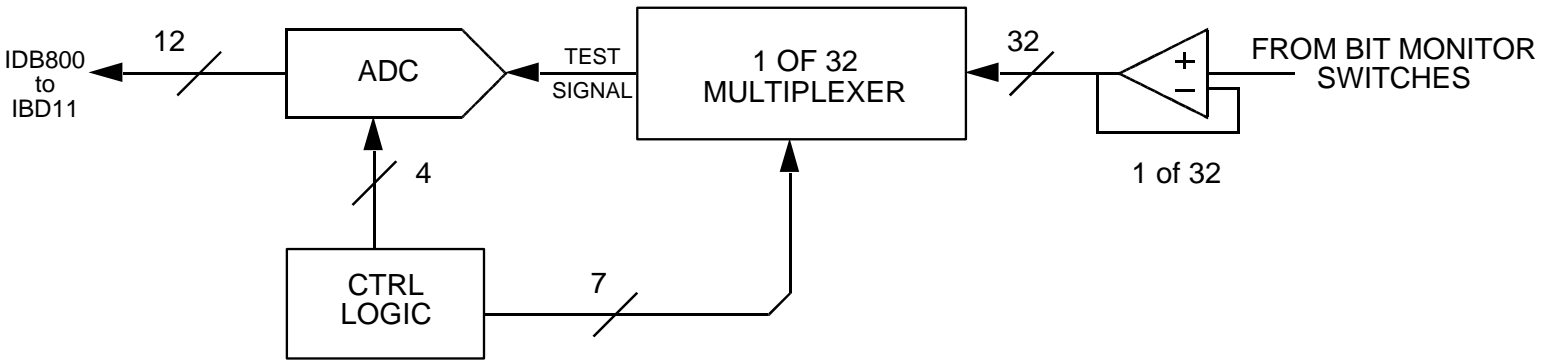 IDB800
to
IBD11
12
ADC
TEST
SIGNAL
1 OF 32
MULTIPLEXER
32
+
−
FROM BIT MONITOR
SWITCHES
1 of 32
4
CTRL
LOGIC
7